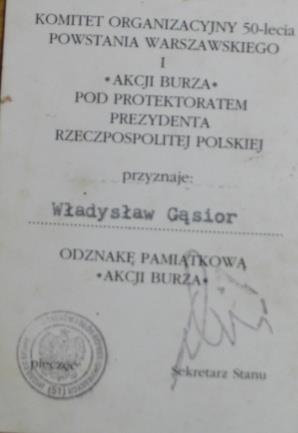 KOMITET ORGANIZACYJNY 50-lecia
POWSTANIA WARSZAWSKIEGO
I
•AKCJI BURZA•
POD PROTEKTORATEM
PREZYDENTA
RZECZPOSPOLITEJ POLSKIEJ
przyznaje:
Władysław Gąsior
ODZNAKĘ PAMIĄTKOWĄ
•AKCJI BURZA•
pieczęć
Sekretarz Stanu